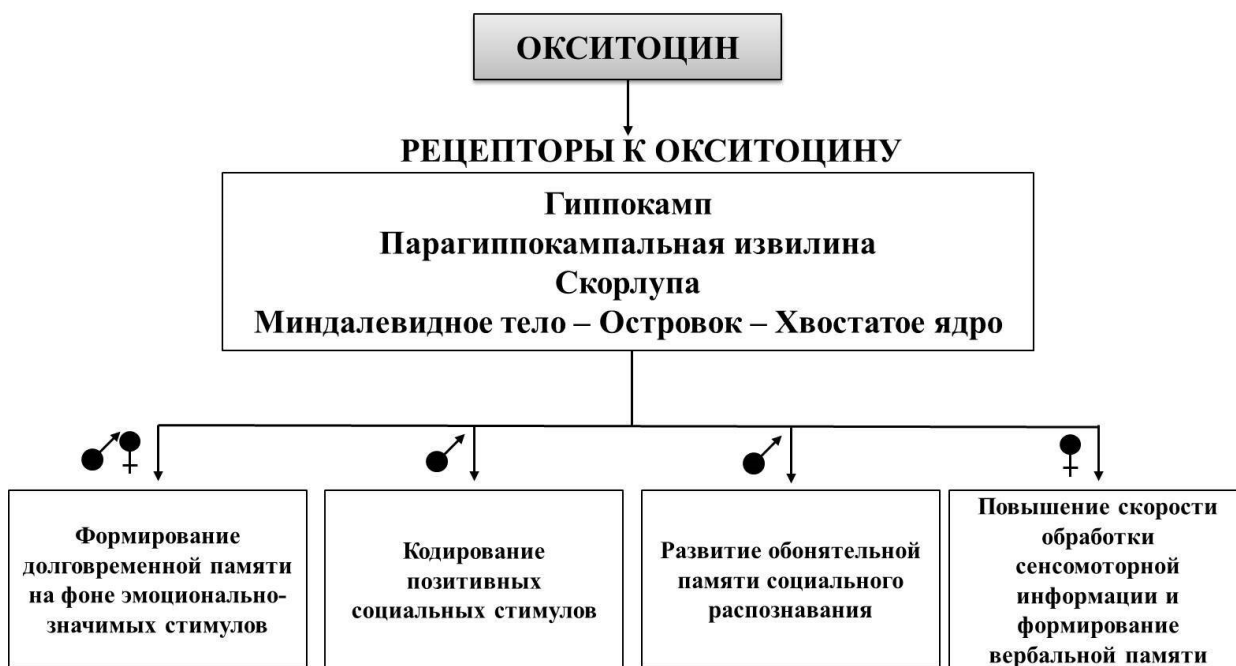 ОКСИТОЦИН
РЕЦЕПТОРЫ К ОКСИТОЦИНУ
Гиппокамп
Парагиппокампальная извилина
Скорлупа
Миндалевидное тело – Островок – Хвостатое ядро
Формирование
долговременной памяти
на фоне эмоционально-
значимых стимулов
Кодирование
позитивных
социальных стимулов
Развитие обонятельной
памяти социального
распознавания
Повышение скорости
обработки
сенсомоторной
информации и
формирование
вербальной памяти